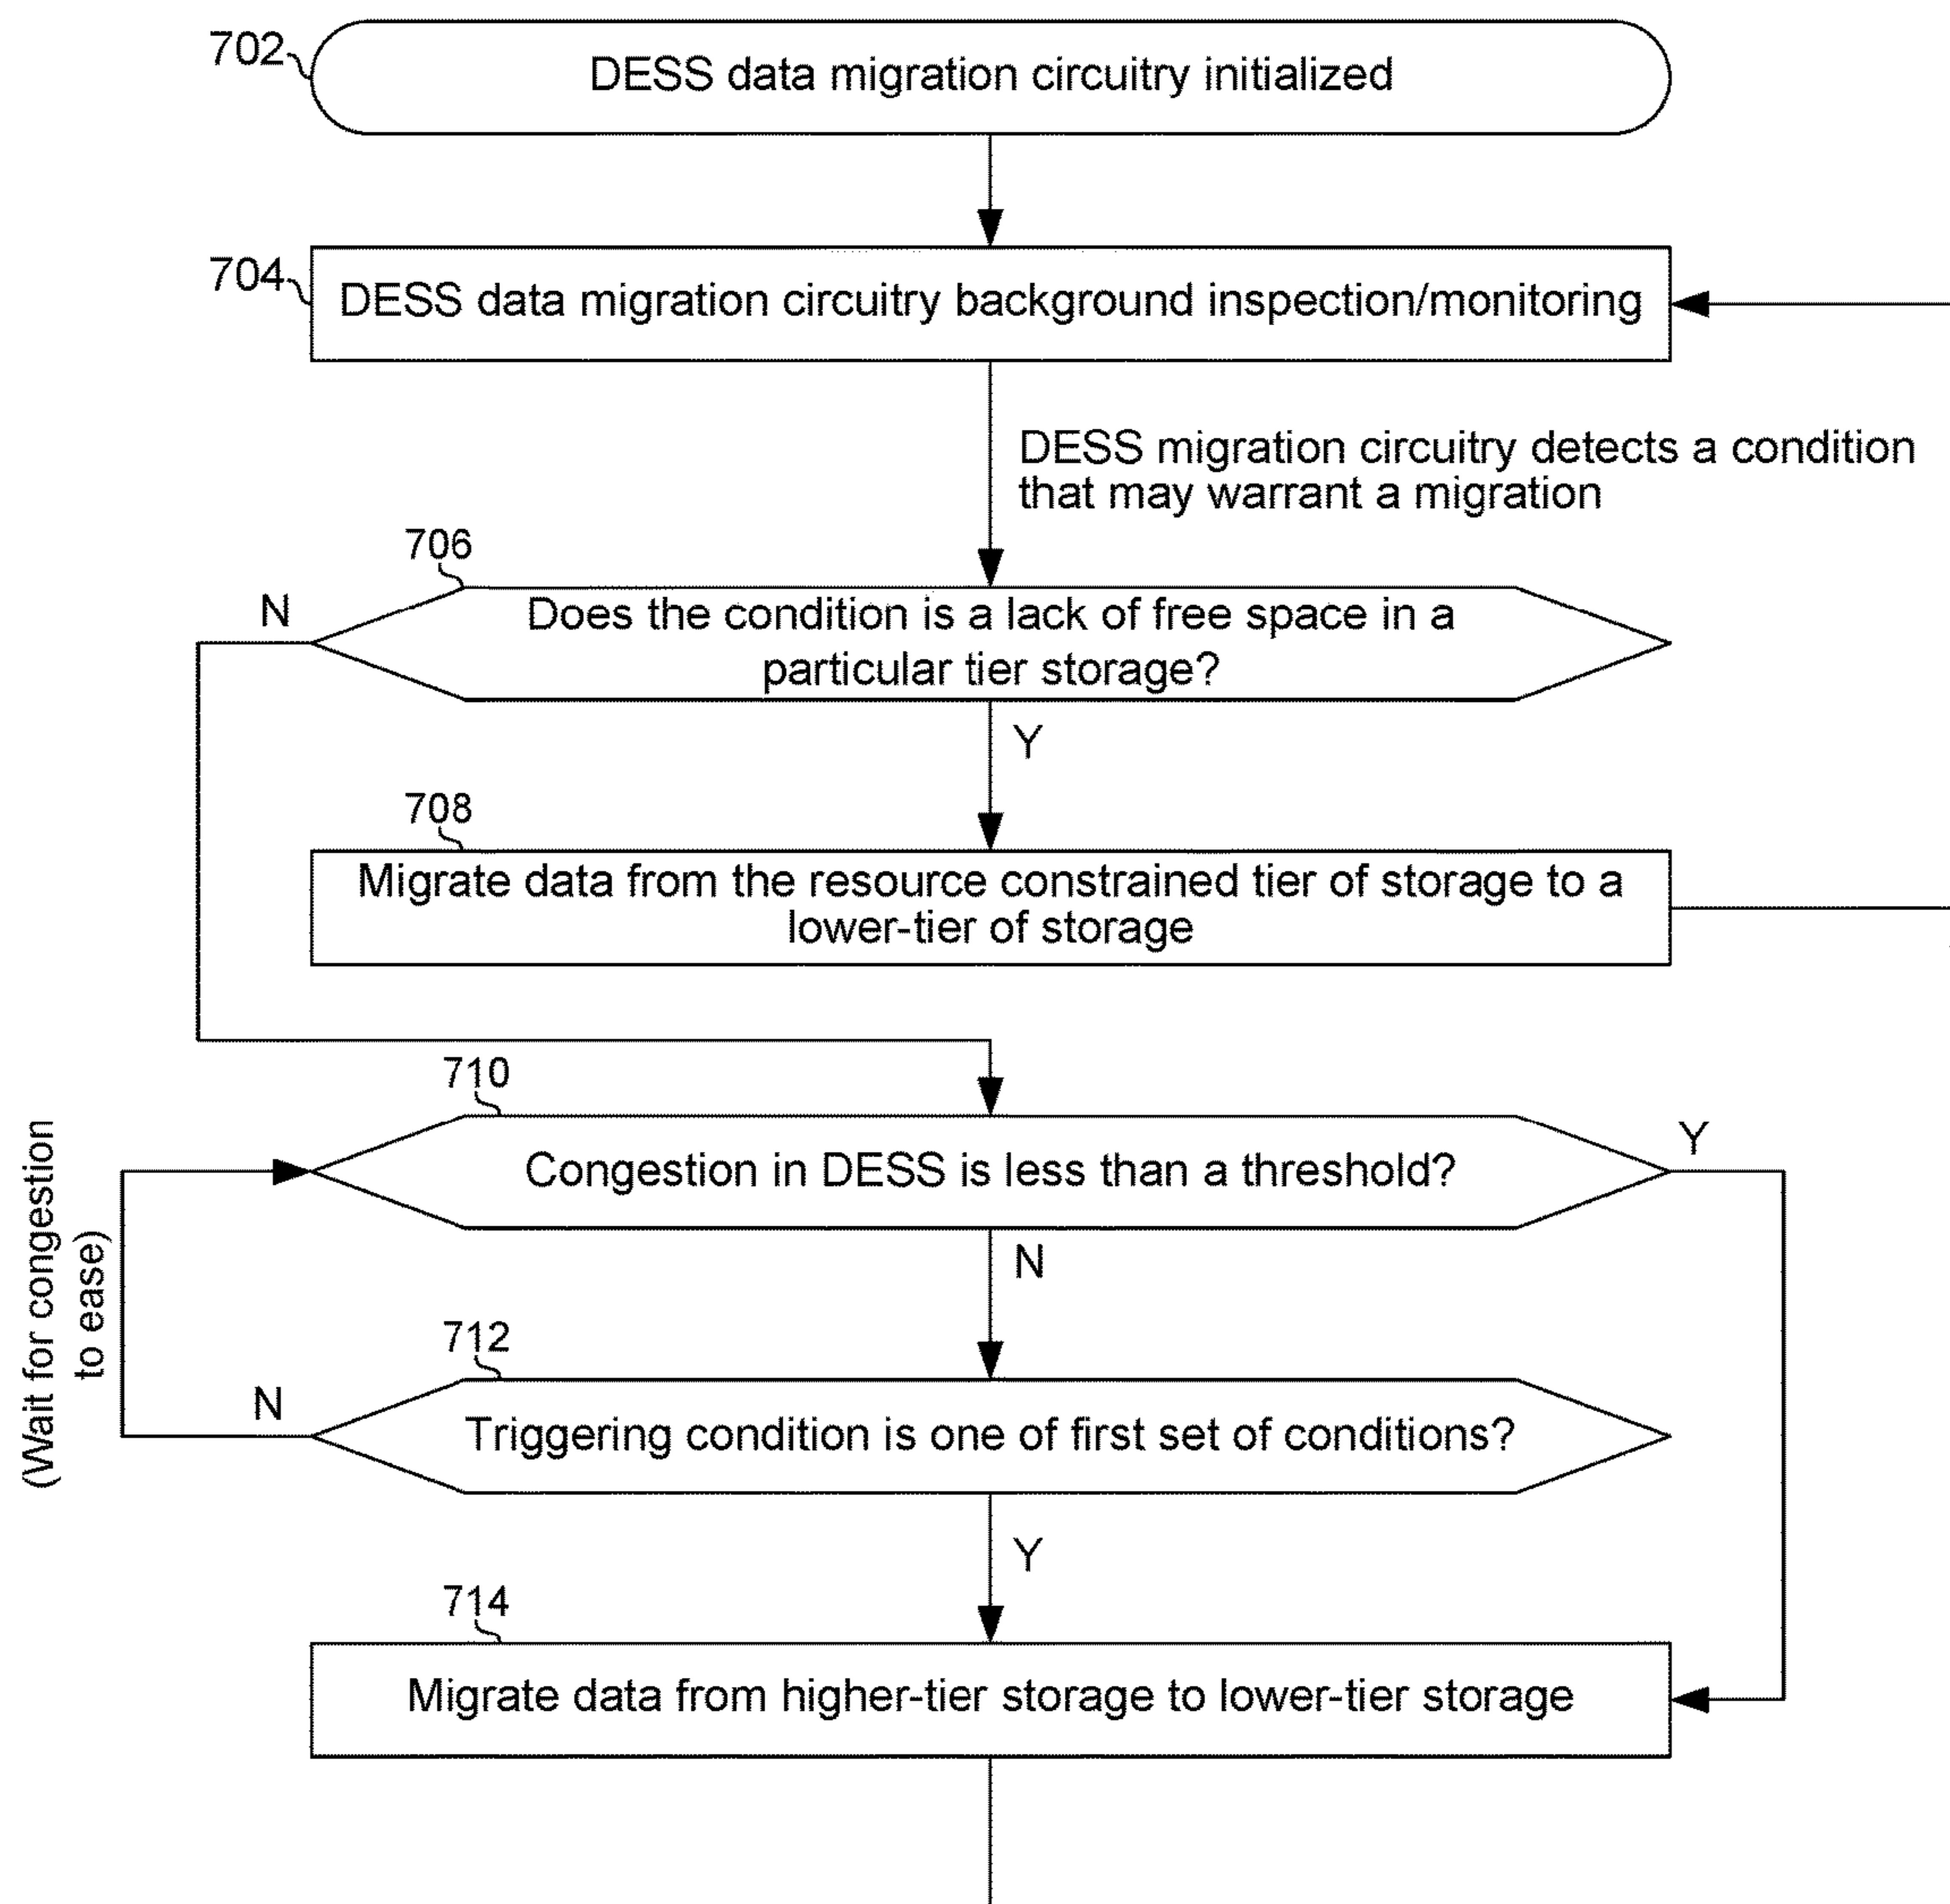 702
DESS data migration circuitry initialized
704
DESS data migration circuitry background inspection/monitoring
DESS migration circuitry detects a condition
that may warrant a migration
706
N
Does the condition is a lack of free space in a
particular tier storage?
Y
708
Migrate data from the resource constrained tier of storage to a
lower-tier of storage
710
Y
Congestion in DESS is less than a threshold?
N
(Wait for congestion
to ease)
712
N
Triggering condition is one of first set of conditions?
Y
714
Migrate data from higher-tier storage to lower-tier storage